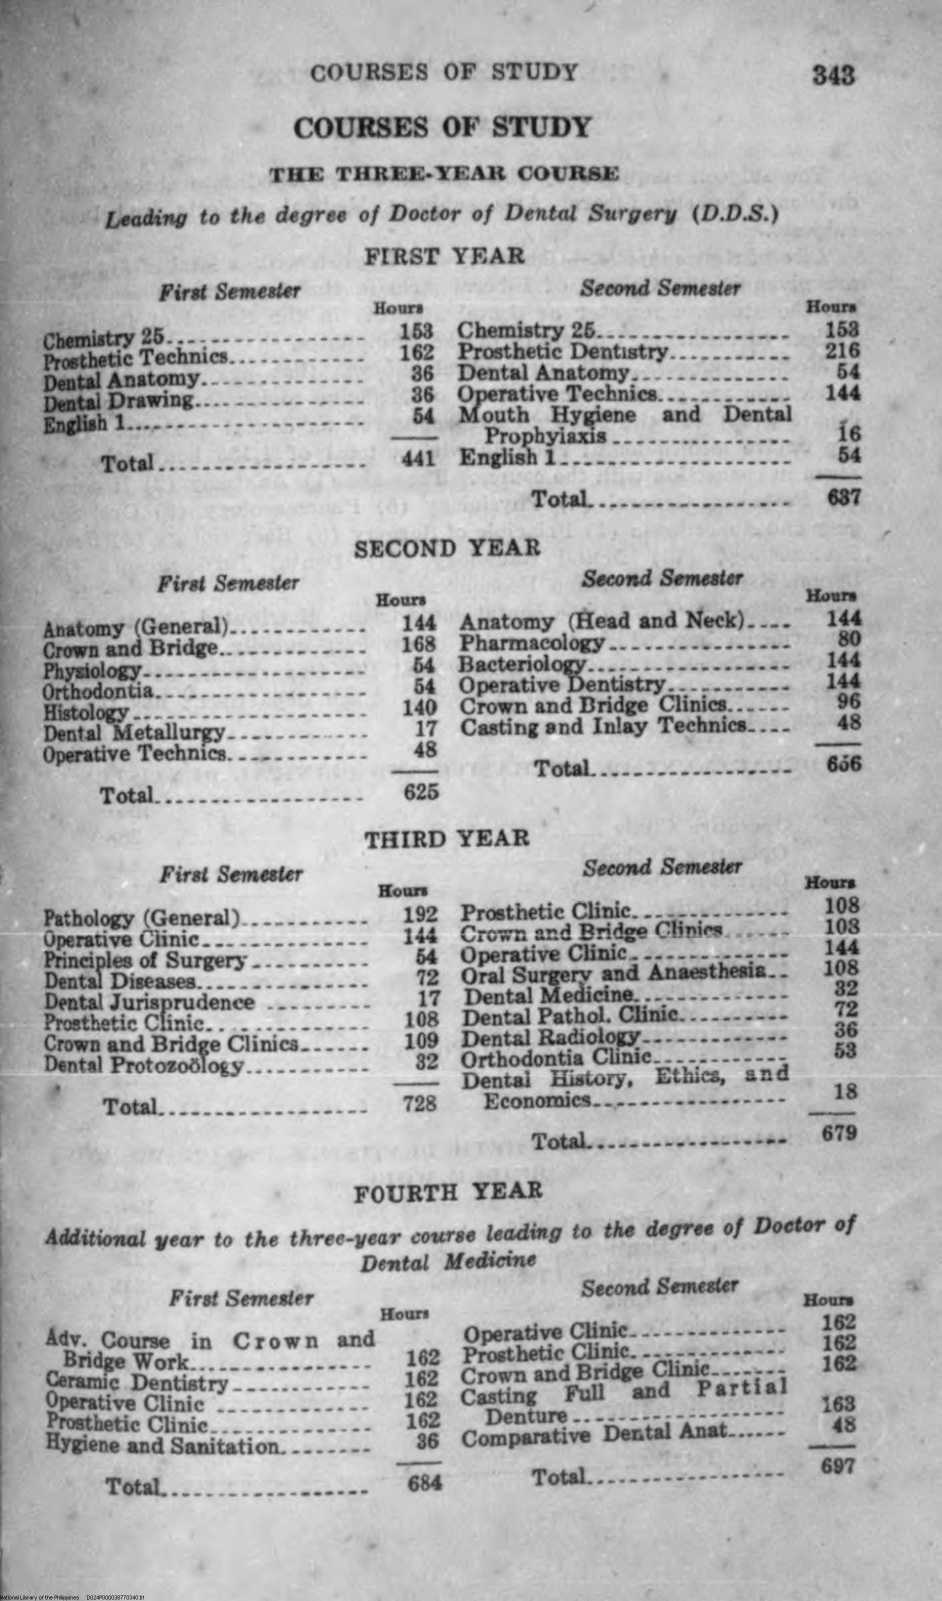 COURSES OF STUDY 343
COURSES OF STUDY
THE THREE-YEAR COURSE
Leading to the degree of Doctor of Dental Surgery (D.D.S.)
FIRST YEAR
First Semester
Hours
Chemistry 25 153
Prosthetic Technics 162
Dental Anatomy 36
Dental Drawing 36
English 1 54
Total 441
Second Semester
Hours
Chemistry 25 153
Prosthetic Dentistry 216
Dental Anatomy 54
Operative Technics 144
Mouth Hygiene and Dental
Prophylaxis 16
English 1 54
Total 637
SECOND YEAR
First Semester
Hours
Anatomy (General) 144
Crown and Bridge 168
Physiology 54
Orthodontia 54
Histology 140
Dental Metallurgy 17
Operative Technics 48
Total 625
Second Semester
Hours
Anatomy (Head and Neck) 144
Pharmacology 80
Bacteriology 144
Operative Dentistry 144
Crown and Bridge Clinics 96
Casting and Inlay Technics 48
Total 656
THIRD YEAR
First Semester
Hours
Pathology (General) 192
Operative Clinic 144
Principles of Surgery 54
Dental Diseases 72
Dental Jurisprudence 17
Prosthetic Clinic 108
Crown and Bridge Clinics 109
Dental Protozoölogy 32
Total 728
Second Semester
Hours
Prosthetic Clinic 108
Crown and Bridge Clinics 108
Operative Clinic 144
Oral Surgery and Anaesthesia 108
Dental Medicine 32
Dental Pathol. Clinic 72
Dental Radiology 36
Orthodontia Clinic 53
Dental History, Ethics, and
Economics 18
Total 679
FOURTH YEAR
Additional year to the three-year course leading to the degree of Doctor of
Dental Medicine
First Semester
Hours
Adv. Course in Crown and
Bridge Work 162
Ceramic Dentistry 162
Operative Clinic 162
Prosthetic Clinic 162
Hygiene and Sanitation 36
Total 684
Second Semester
Hours
Operative Clinic 162
Prosthetic Clinic 162
Crown and Bridge Clinic 162
Casting Full and Partial
Denture 163
Comparative Dental Anat 48
Total 697
National Library of the Philippines